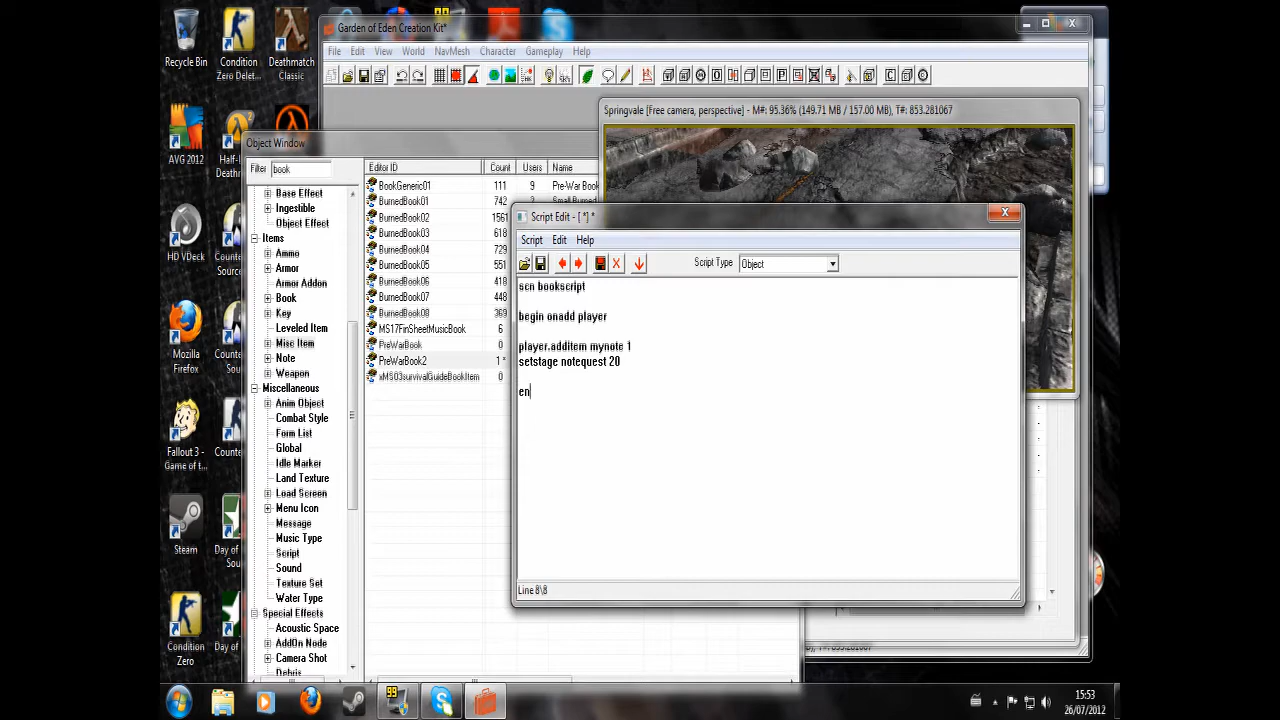 Recycle Bin
Condition Zero Delet...
Deathmatch Classic
AVG 2012
HD VDeck
Mozilla Firefox
Fallout 3 - Game of t...
Steam
Condition Zero
Garden of Eden Creation Kit*
File Edit View World NavMesh Character Gameplay Help
Springvale [Free camera, perspective] - M#: 95.36% (149.71 MB / 157.00 MB), T#: 853.281067
Object Window
Filter book
Base Effect
Ingestible
Object Effect
Items
Ammo
Armor
Armor Addon
Book
Key
Leveled Item
Misc Item
Note
Weapon
Miscellaneous
Anim Object
Combat Style
Form List
Global
Idle Marker
Land Texture
Load Screen
Menu Icon
Message
Music Type
Script
Sound
Texture Set
Water Type
Special Effects
Acoustic Space
AddOn Node
Camera Shot
Debris
Editor ID Count Users Name
BookGeneric01 111 9 Pre-War Book
BurnedBook01 742
BurnedBook02 1561
BurnedBook03 618
BurnedBook04 729
BurnedBook05 551
BurnedBook06 418
BurnedBook07 448
BurnedBook08 369
MS17FinSheetMusicBook 6
PreWarBook 0
PreWarBook2 1 *
xMS03survivalGuideBookItem 0
Script Edit - [ *] *
Script Edit Help
Script Type Object
scn bookscript
begin onadd player
player.additem mynote 1
setstage notequest 20
en
Line 8\8
99
15:53
26/07/2012